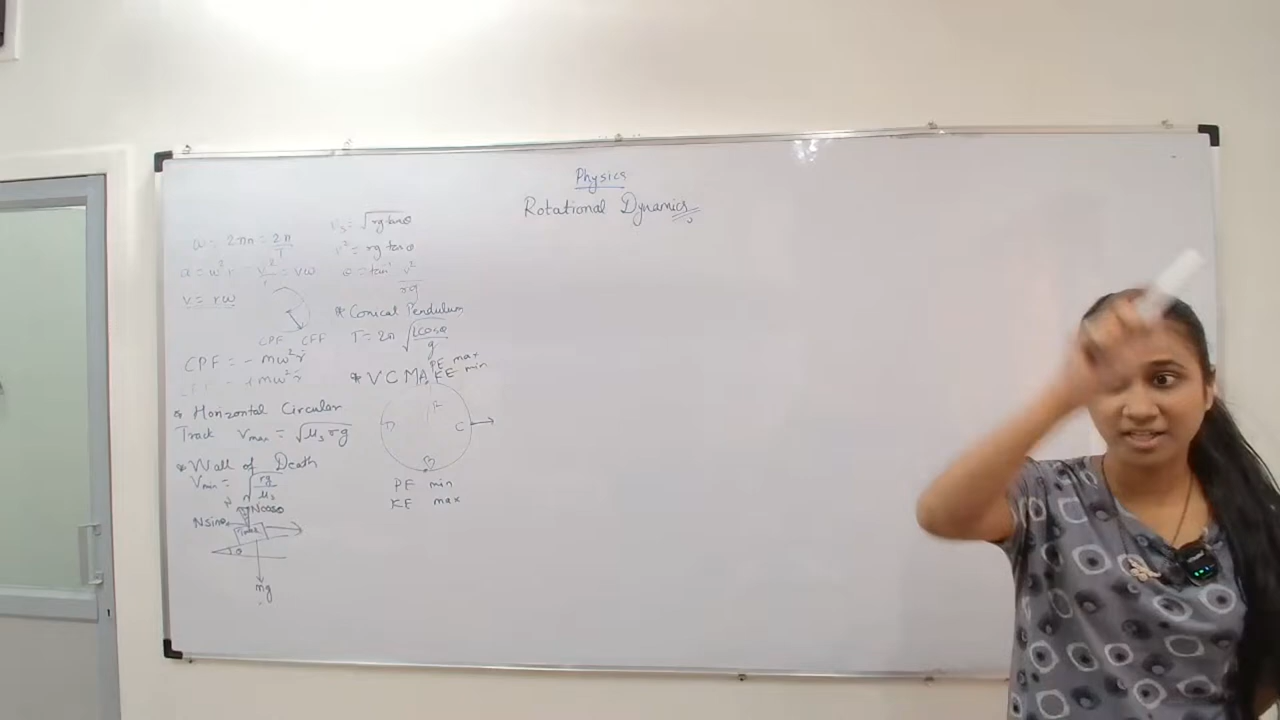 Physics
Rotational Dynamics
ω = 2πn = 2π/T
a = ω²r = v²/r = vω
v = rω
CPF CFF
CPF = - mω²r
+ mω²r
* Horizontal Circular
Track Vmax = √μs rg
* Wall of Death
Vmin = √rg/μs
N Ncosθ
Nsinθ
θ
mg
vs = √rg tanθ
v² = rg tanθ
θ = tan⁻¹ v²/rg
* Conical Pendulum
T = 2π √Lcosθ/g
* VCM
PE max
A KE min
D R C
B
PE min
KE max